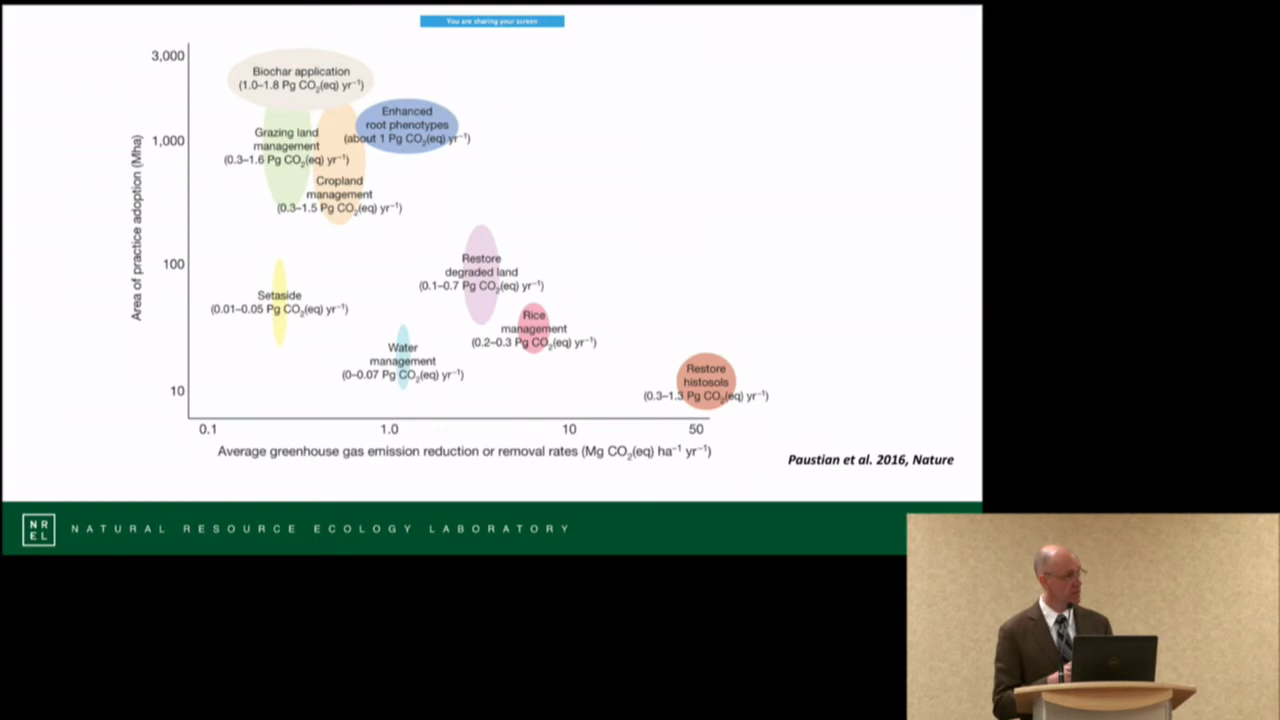 You are sharing your screen
3,000
1,000
100
10
Area of practice adoption (Mha)
Biochar application
(1.0–1.8 Pg CO₂(eq) yr⁻¹)
Enhanced
root phenotypes
(about 1 Pg CO₂(eq) yr⁻¹)
Grazing land
management
(0.3–1.6 Pg CO₂(eq) yr⁻¹)
Cropland
management
(0.3–1.5 Pg CO₂(eq) yr⁻¹)
Restore
degraded land
(0.1–0.7 Pg CO₂(eq) yr⁻¹)
Setaside
(0.01–0.05 Pg CO₂(eq) yr⁻¹)
Rice
management
(0.2–0.3 Pg CO₂(eq) yr⁻¹)
Water
management
(0–0.07 Pg CO₂(eq) yr⁻¹)
Restore
histosols
(0.3–1.3 Pg CO₂(eq) yr⁻¹)
0.1 1.0 10 50
Average greenhouse gas emission reduction or removal rates (Mg CO₂(eq) ha⁻¹ yr⁻¹)
Paustian et al. 2016, Nature
NR
EL
NATURAL RESOURCE ECOLOGY LABORATORY